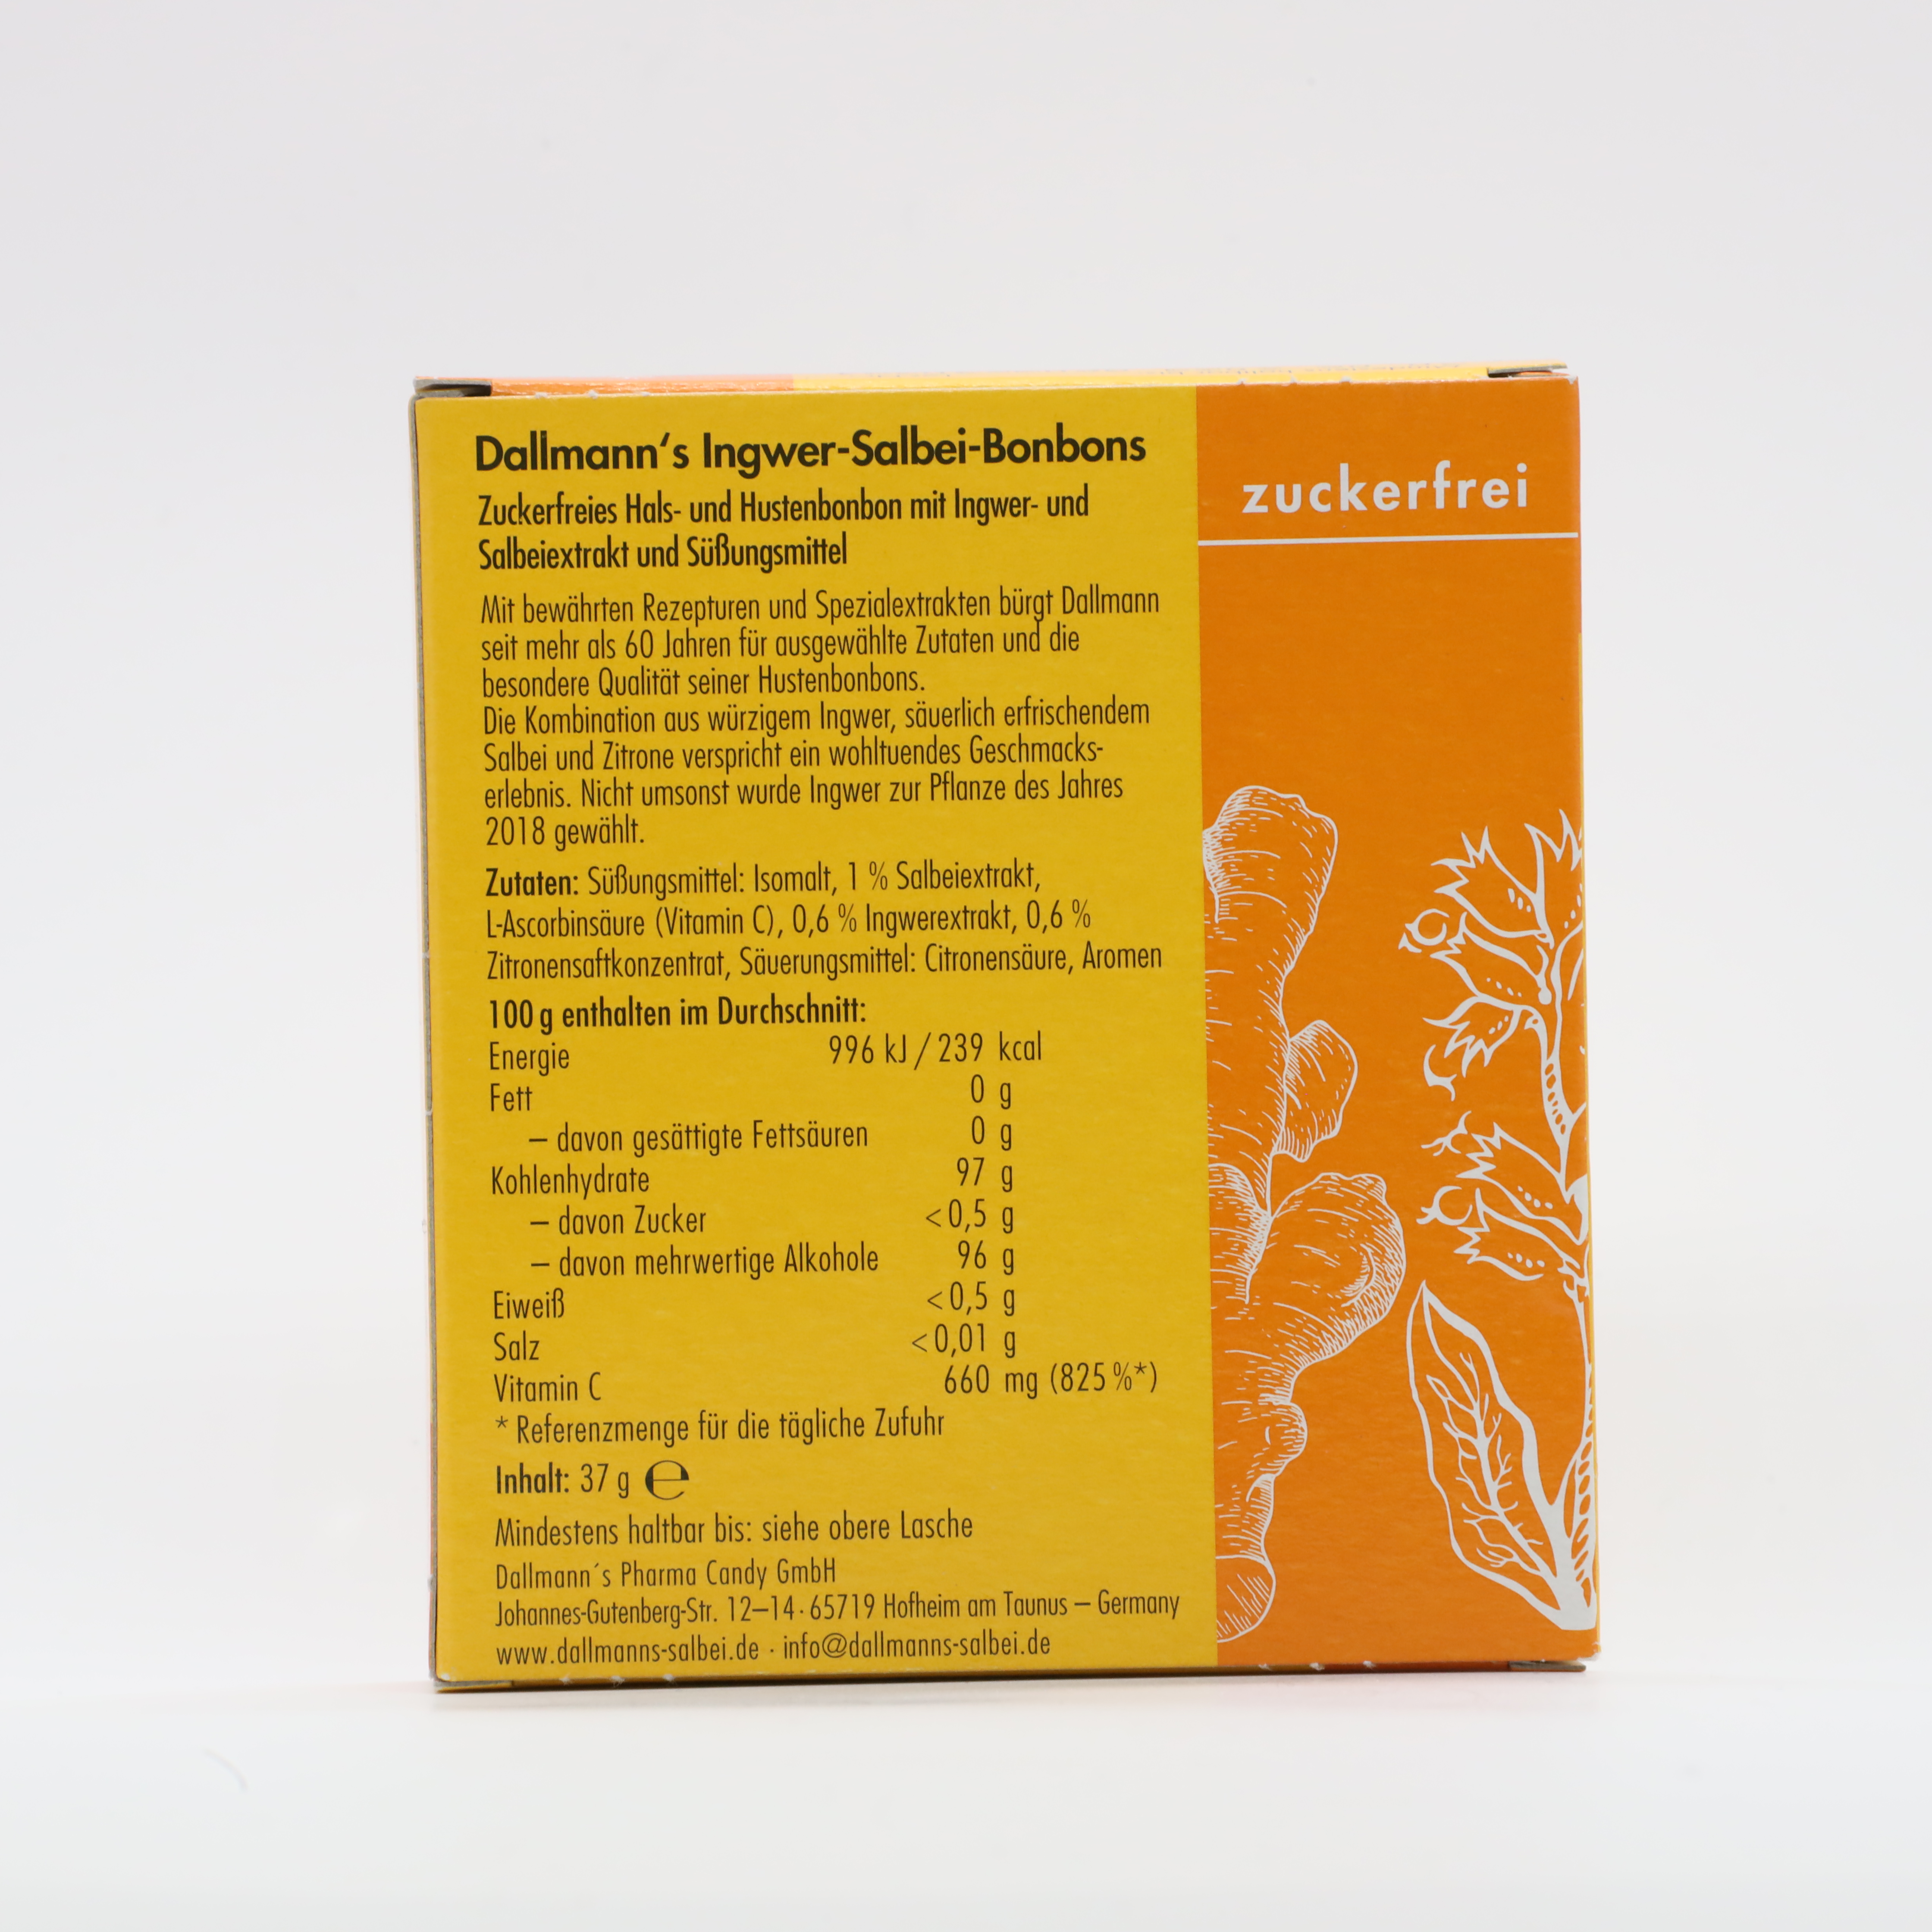 Dallmann‘s Ingwer-Salbei-Bonbons
Zuckerfreies Hals- und Hustenbonbon mit Ingwer- und
Salbeiextrakt und Süßungsmittel
Mit bewährten Rezepturen und Spezialextrakten bürgt Dallmann
seit mehr als 60 Jahren für ausgewählte Zutaten und die
besondere Qualität seiner Hustenbonbons.
Die Kombination aus würzigem Ingwer, säuerlich erfrischendem
Salbei und Zitrone verspricht ein wohltuendes Geschmacks-
erlebnis. Nicht umsonst wurde Ingwer zur Pflanze des Jahres
2018 gewählt.
Zutaten: Süßungsmittel: Isomalt, 1 % Salbeiextrakt,
L-Ascorbinsäure (Vitamin C), 0,6 % Ingwerextrakt, 0,6 %
Zitronensaftkonzentrat, Säuerungsmittel: Citronensäure, Aromen
100 g enthalten im Durchschnitt:
Energie 996 kJ / 239 kcal
Fett 0 g
– davon gesättigte Fettsäuren 0 g
Kohlenhydrate 97 g
– davon Zucker <0,5 g
– davon mehrwertige Alkohole 96 g
Eiweiß <0,5 g
Salz <0,01 g
Vitamin C 660 mg (825 %*)
* Referenzmenge für die tägliche Zufuhr
Inhalt: 37 g ℮
Mindestens haltbar bis: siehe obere Lasche
Dallmann´s Pharma Candy GmbH
Johannes-Gutenberg-Str. 12–14 · 65719 Hofheim am Taunus – Germany
www.dallmanns-salbei.de · info@dallmanns-salbei.de
zuckerfrei